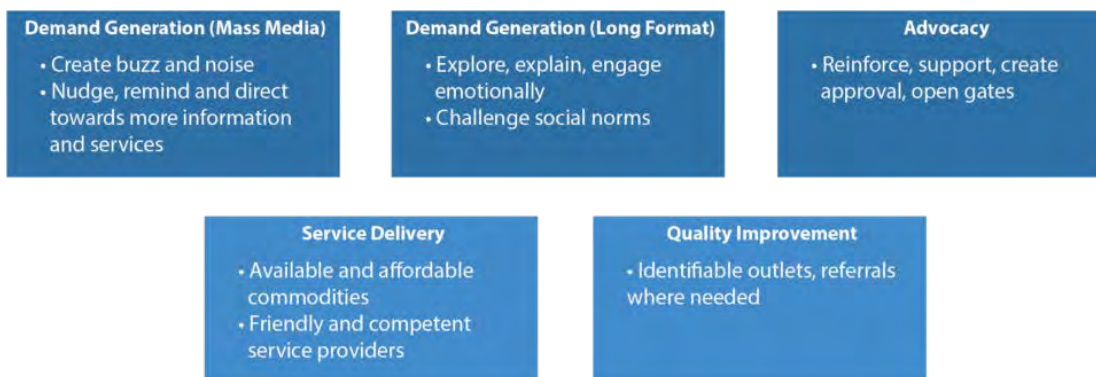 Demand Generation (Mass Media)
• Create buzz and noise
• Nudge, remind and direct
towards more information
and services
Demand Generation (Long Format)
• Explore, explain, engage
emotionally
• Challenge social norms
Advocacy
• Reinforce, support, create
approval, open gates
Service Delivery
• Available and affordable
commodities
• Friendly and competent
service providers
Quality Improvement
• Identifiable outlets, referrals
where needed